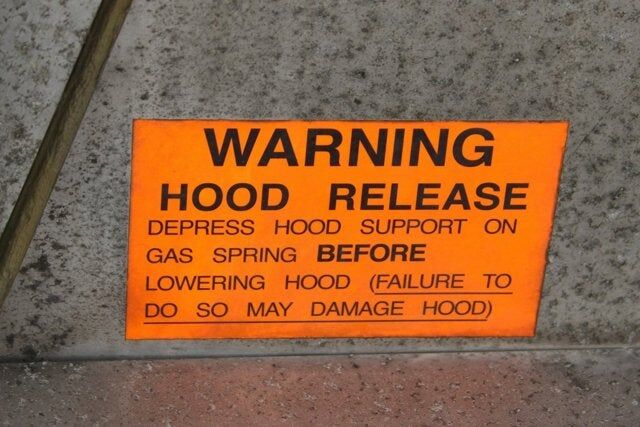 WARNING
HOOD RELEASE
DEPRESS HOOD SUPPORT ON
GAS SPRING BEFORE
LOWERING HOOD (FAILURE TO
DO SO MAY DAMAGE HOOD)